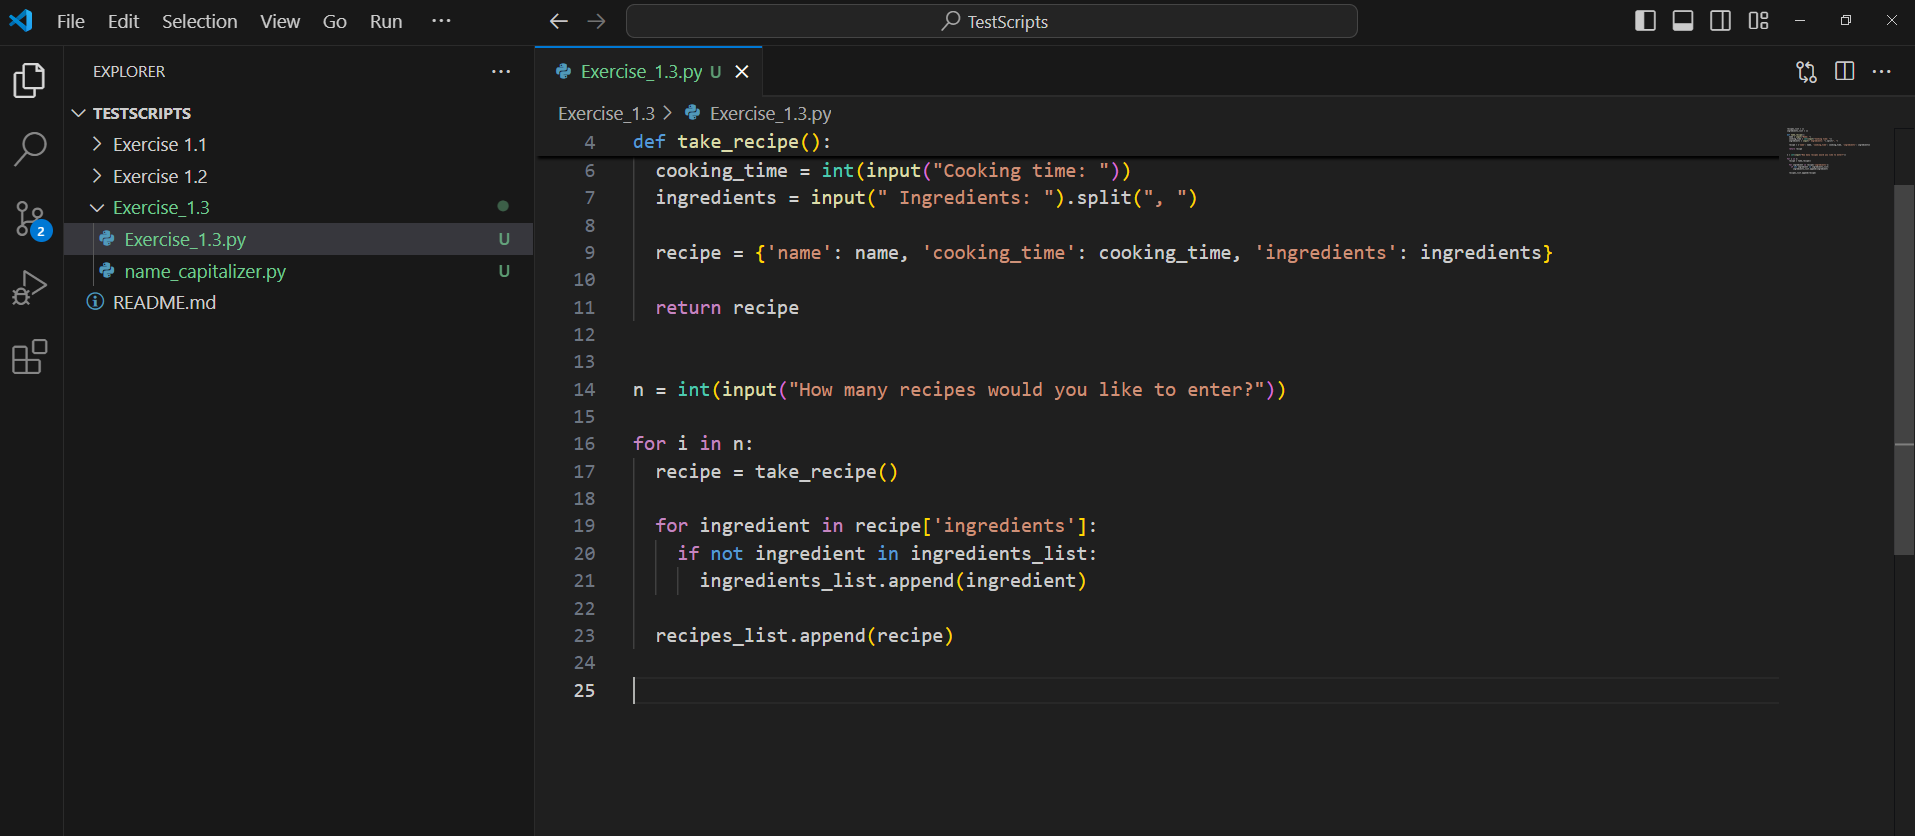 File Edit Selection View Go Run ···
TestScripts
EXPLORER ···
TESTSCRIPTS
Exercise 1.1
Exercise 1.2
Exercise_1.3
Exercise_1.3.py U
name_capitalizer.py U
README.md
2
Exercise_1.3.py U
Exercise_1.3 > Exercise_1.3.py
4 def take_recipe():
6 cooking_time = int(input("Cooking time: "))
7 ingredients = input(" Ingredients: ").split(", ")
8
9 recipe = {'name': name, 'cooking_time': cooking_time, 'ingredients': ingredients}
10
11 return recipe
12
13
14 n = int(input("How many recipes would you like to enter?"))
15
16 for i in n:
17 recipe = take_recipe()
18
19 for ingredient in recipe['ingredients']:
20 if not ingredient in ingredients_list:
21 ingredients_list.append(ingredient)
22
23 recipes_list.append(recipe)
24
25